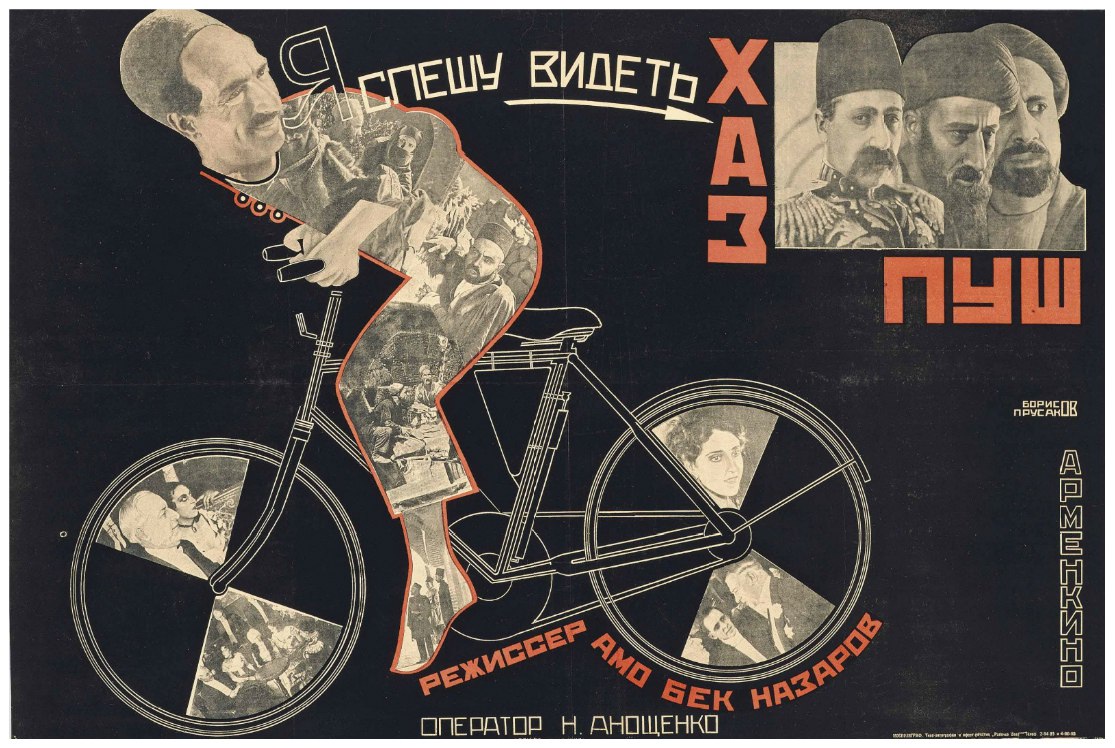 Я СПЕШУ ВИДЕТЬ
ХАЗ
ПУШ
БОРИСОВ
ПРУСАКОВ
АРМЕНКИНО
РЕЖИССЕР АМО БЕК НАЗАРОВ
ОПЕРАТОР Н. АНОЩЕНКО